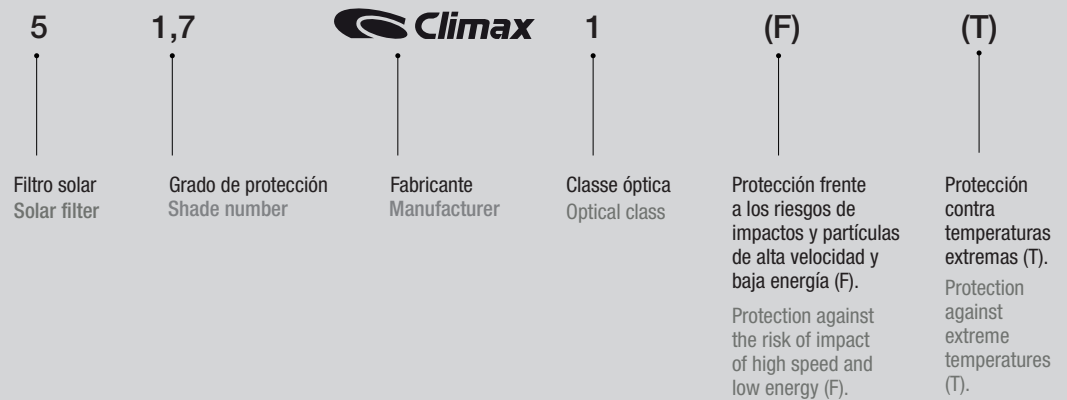 5 1,7 Climax 1 (F) (T)
Filtro solar
Solar filter
Grado de protección
Shade number
Fabricante
Manufacturer
Classe óptica
Optical class
Protección frente
a los riesgos de
impactos y partículas
de alta velocidad y
baja energía (F).
Protection against
the risk of impact
of high speed and
low energy (F).
Protección
contra
temperaturas
extremas (T).
Protection
against
extreme
temperatures
(T).